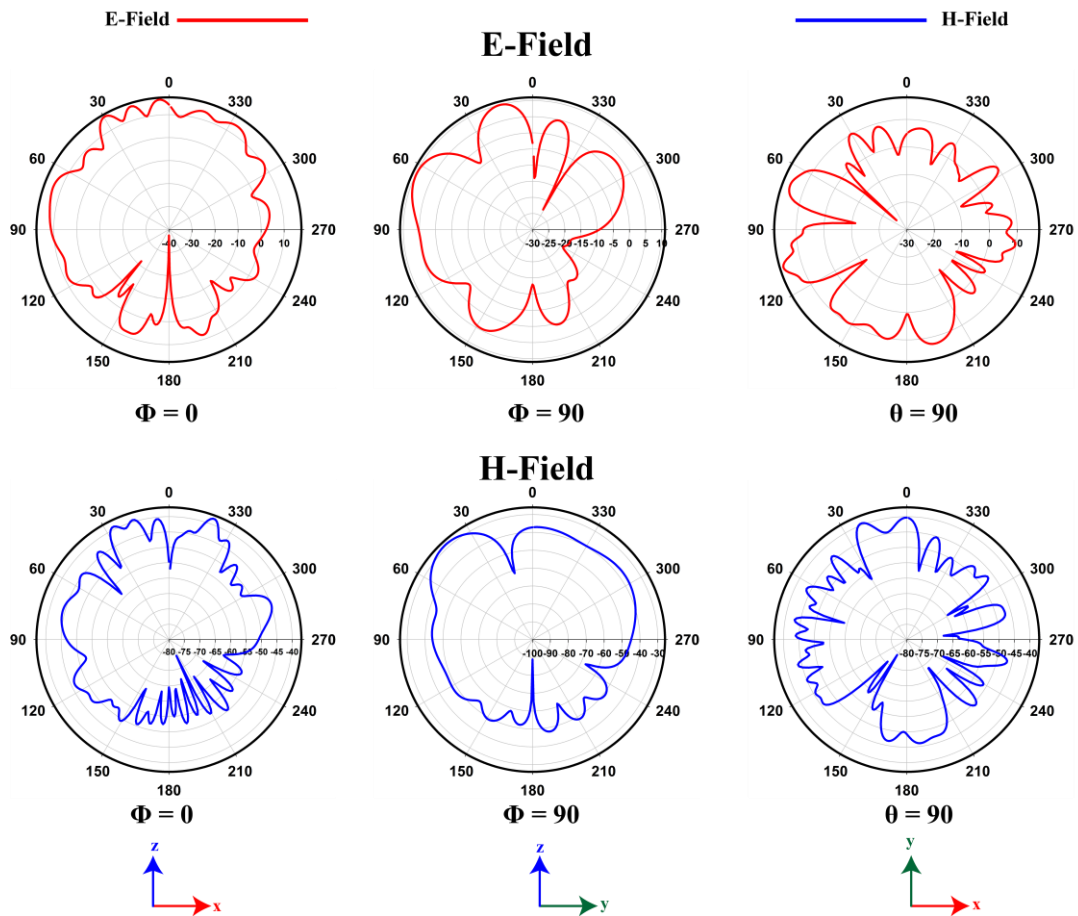 E-Field
H-Field
E-Field
0 0 0
30 330 30 330 30 330
60 300 60 300 60 300
90 -40 -30 -20 -10 0 10 270 90 -30 -25 -20 -15 -10 -5 0 5 10 270 90 -30 -20 -10 0 10 270
120 240 120 240 120 240
150 210 150 210 150 210
180 180 180
Φ = 0 Φ = 90 θ = 90
H-Field
0 0 0
30 330 30 330 30 330
60 300 60 300 60 300
90 -80 -75 -70 -65 -60 -55 -50 -45 -40 270 90 -100 -90 -80 -70 -60 -50 -40 -30 270 90 -80 -75 -70 -65 -60 -55 -50 -45 -40 270
120 240 120 240 120 240
150 210 150 210 150 210
180 180 180
Φ = 0 Φ = 90 θ = 90
z z y
x y x